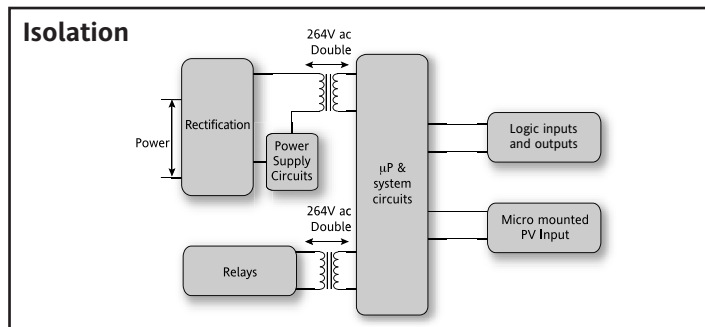 Isolation
264V ac
Double
Rectification
Power
Power
Supply
Circuits
µP &
system
circuits
Logic inputs
and outputs
Micro mounted
PV Input
264V ac
Double
Relays